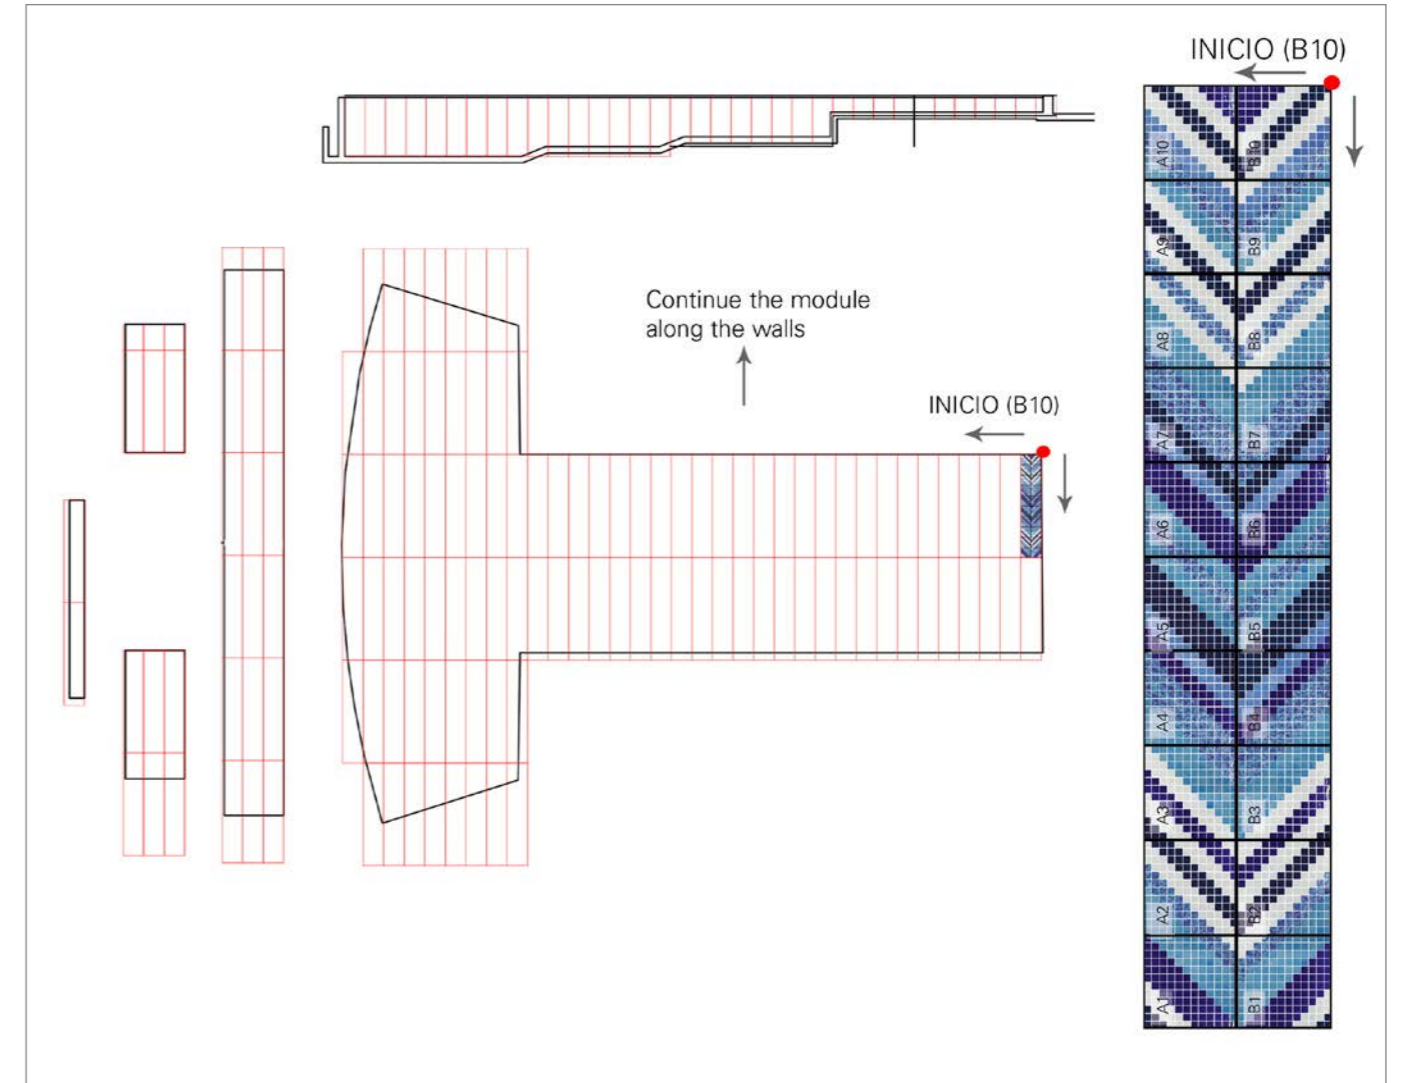 INICIO (B10)
A10
B10
A9
B9
Continue the module
along the walls
A8
B8
INICIO (B10)
A7
B7
A6
B6
A5
B5
A4
B4
A3
B3
A2
B2
A1
B1